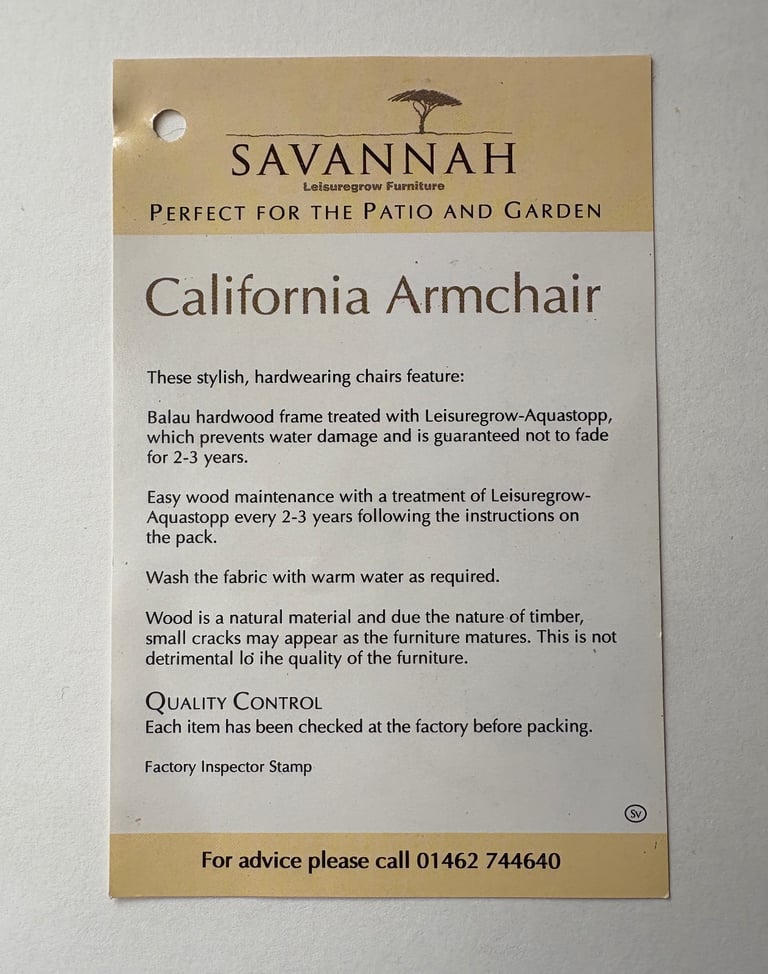 SAVANNAH
Leisuregrow Furniture
PERFECT FOR THE PATIO AND GARDEN
California Armchair
These stylish, hardwearing chairs feature:
Balau hardwood frame treated with Leisuregrow-Aquastopp,
which prevents water damage and is guaranteed not to fade
for 2-3 years.
Easy wood maintenance with a treatment of Leisuregrow-
Aquastopp every 2-3 years following the instructions on
the pack.
Wash the fabric with warm water as required.
Wood is a natural material and due the nature of timber,
small cracks may appear as the furniture matures. This is not
detrimental lo ihe quality of the furniture.
QUALITY CONTROL
Each item has been checked at the factory before packing.
Factory Inspector Stamp
Sv
For advice please call 01462 744640